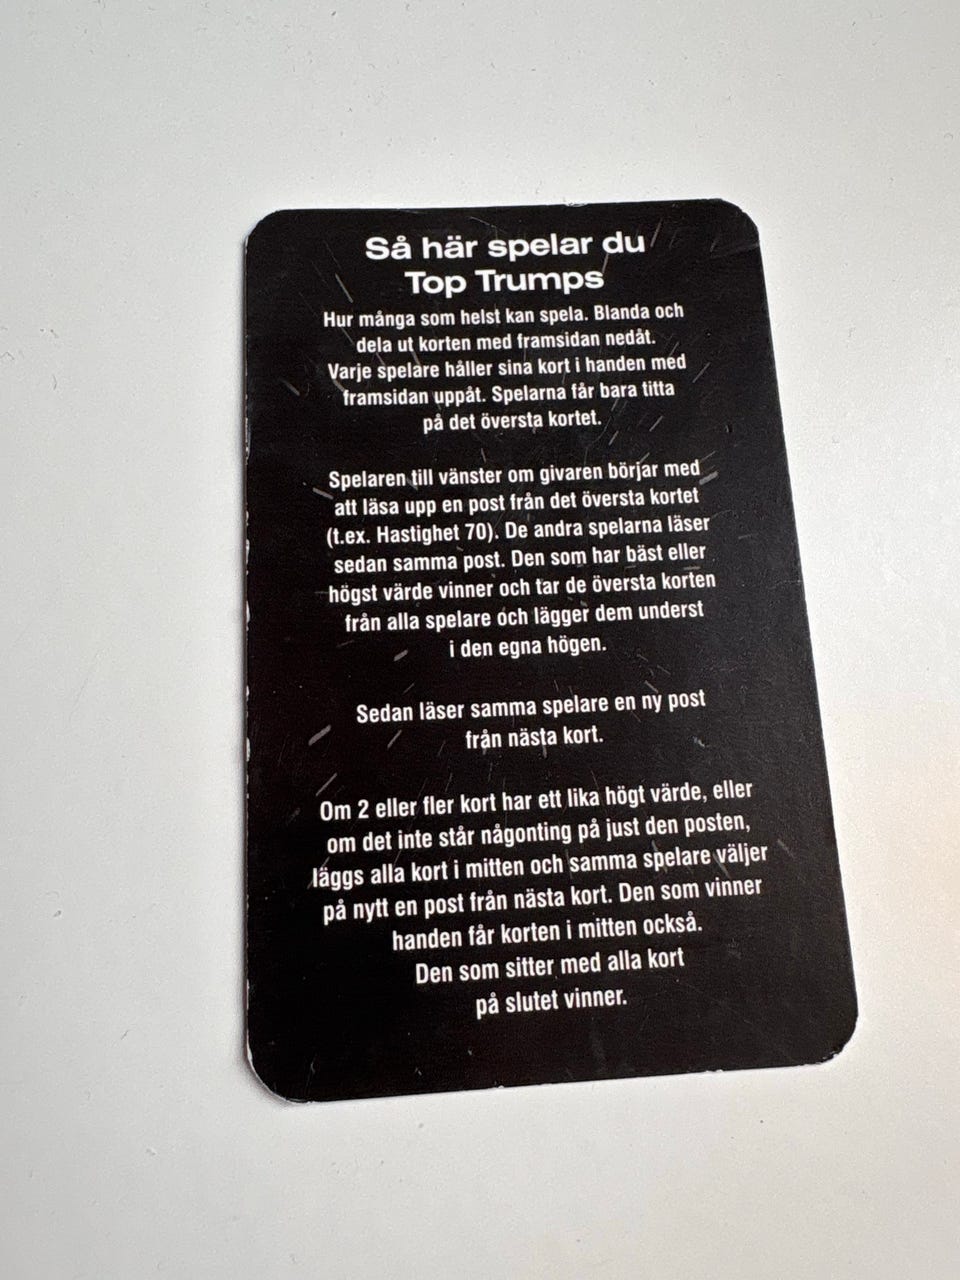 Så här spelar du
Top Trumps
Hur många som helst kan spela. Blanda och
dela ut korten med framsidan nedåt.
Varje spelare håller sina kort i handen med
framsidan uppåt. Spelarna får bara titta
på det översta kortet.
Spelaren till vänster om givaren börjar med
att läsa upp en post från det översta kortet
(t.ex. Hastighet 70). De andra spelarna läser
sedan samma post. Den som har bäst eller
högst värde vinner och tar de översta korten
från alla spelare och lägger dem underst
i den egna högen.
Sedan läser samma spelare en ny post
från nästa kort.
Om 2 eller fler kort har ett lika högt värde, eller
om det inte står någonting på just den posten,
läggs alla kort i mitten och samma spelare väljer
på nytt en post från nästa kort. Den som vinner
handen får korten i mitten också.
Den som sitter med alla kort
på slutet vinner.